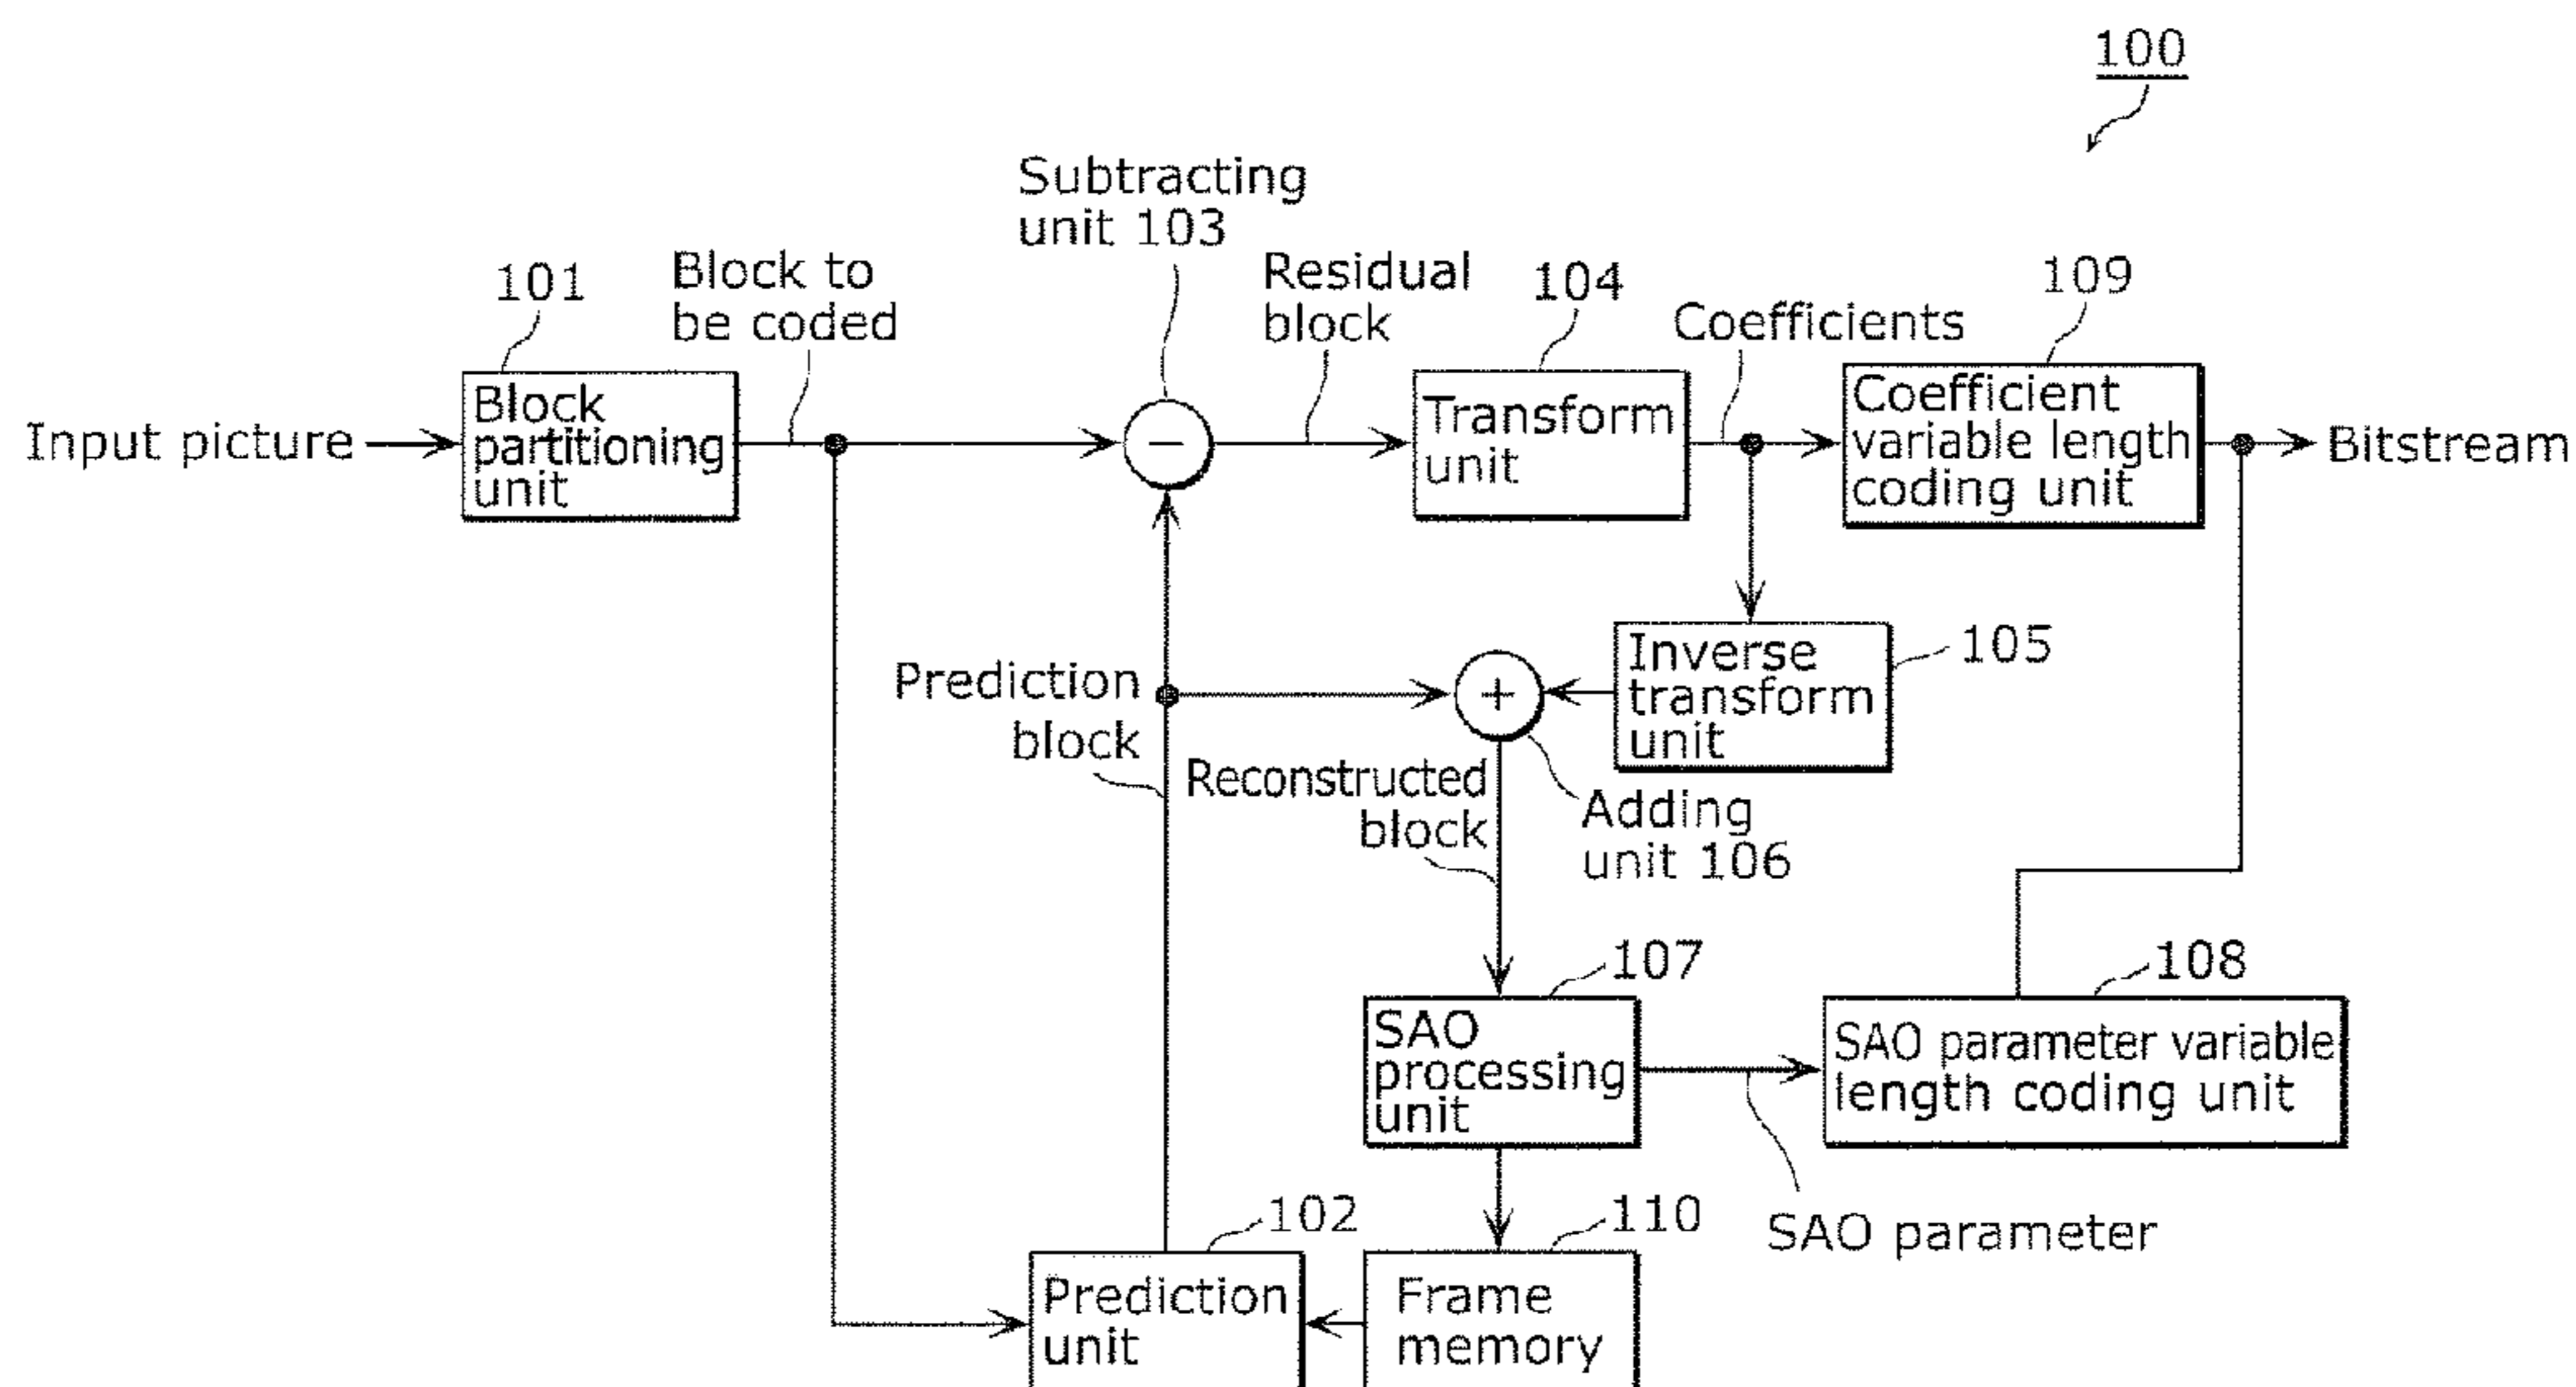 100
Subtracting
unit 103
101
Block to
be coded
Residual
block
104
Coefficients
109
Input picture
Block
partitioning
unit
−
Transform
unit
Coefficient
variable length
coding unit
Bitstream
Prediction
block
+
Inverse
transform
unit
105
Reconstructed
block
Adding
unit 106
107
108
SAO
processing
unit
SAO parameter variable
length coding unit
102
110
SAO parameter
Prediction
unit
Frame
memory